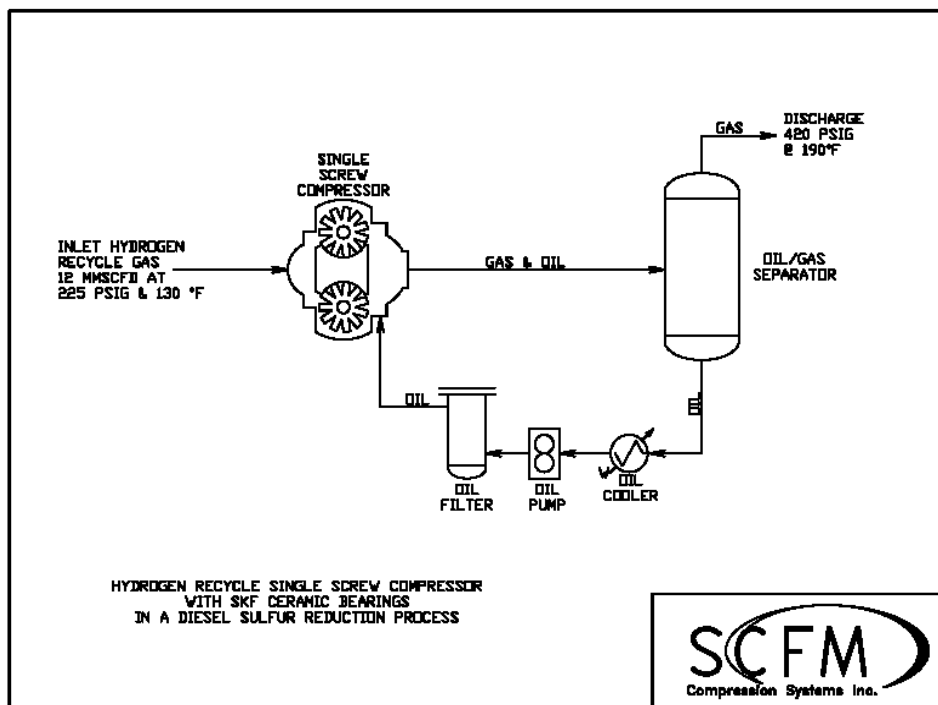 GAS
DISCHARGE
420 PSIG
@ 190°F
SINGLE
SCREW
COMPRESSOR
INLET HYDROGEN
RECYCLE GAS
12 MMSCFD AT
225 PSIG & 130 °F
GAS & OIL
OIL/GAS
SEPARATOR
OIL
OIL
OIL
FILTER
OIL
PUMP
OIL
COOLER
HYDROGEN RECYCLE SINGLE SCREW COMPRESSOR
WITH SKF CERAMIC BEARINGS
IN A DIESEL SULFUR REDUCTION PROCESS
SCFM
Compression Systems Inc.